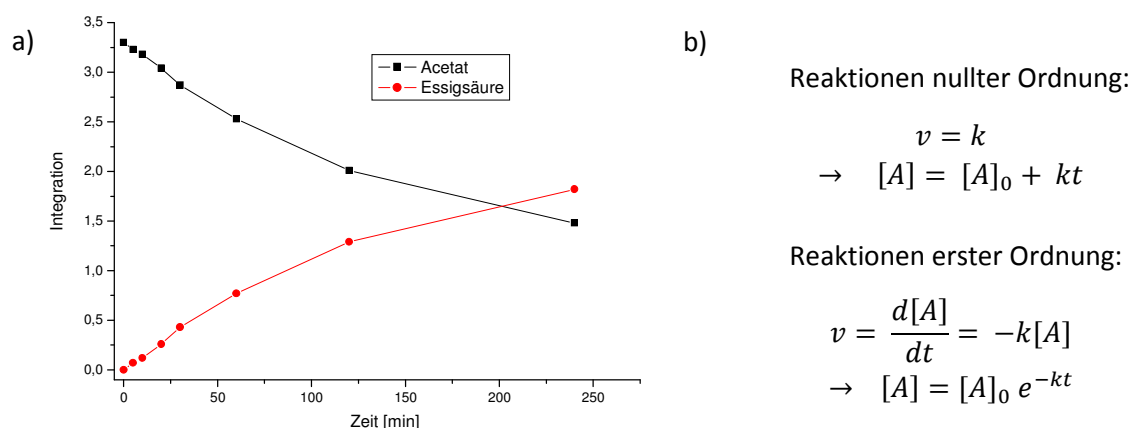 a)
3,5
3,0
2,5
2,0
1,5
1,0
0,5
0,0
Integration
0
50
100
150
200
250
Zeit [min]
Acetat
Essigsäure
b)
Reaktionen nullter Ordnung:
v = k
→ [A] = [A]₀ + kt
Reaktionen erster Ordnung:
v = d[A]/dt = −k[A]
→ [A] = [A]₀ e⁻ᵏᵗ